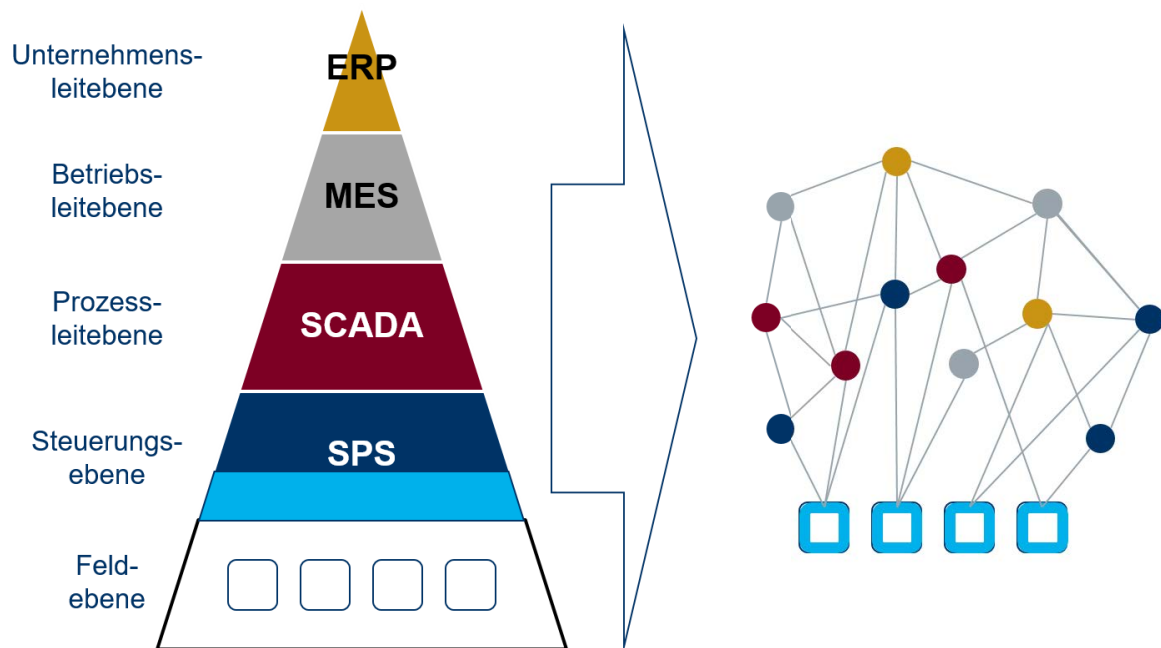 Unternehmens-
leitebene
ERP
Betriebs-
leitebene
MES
Prozess-
leitebene
SCADA
Steuerungs-
ebene
SPS
Feld-
ebene